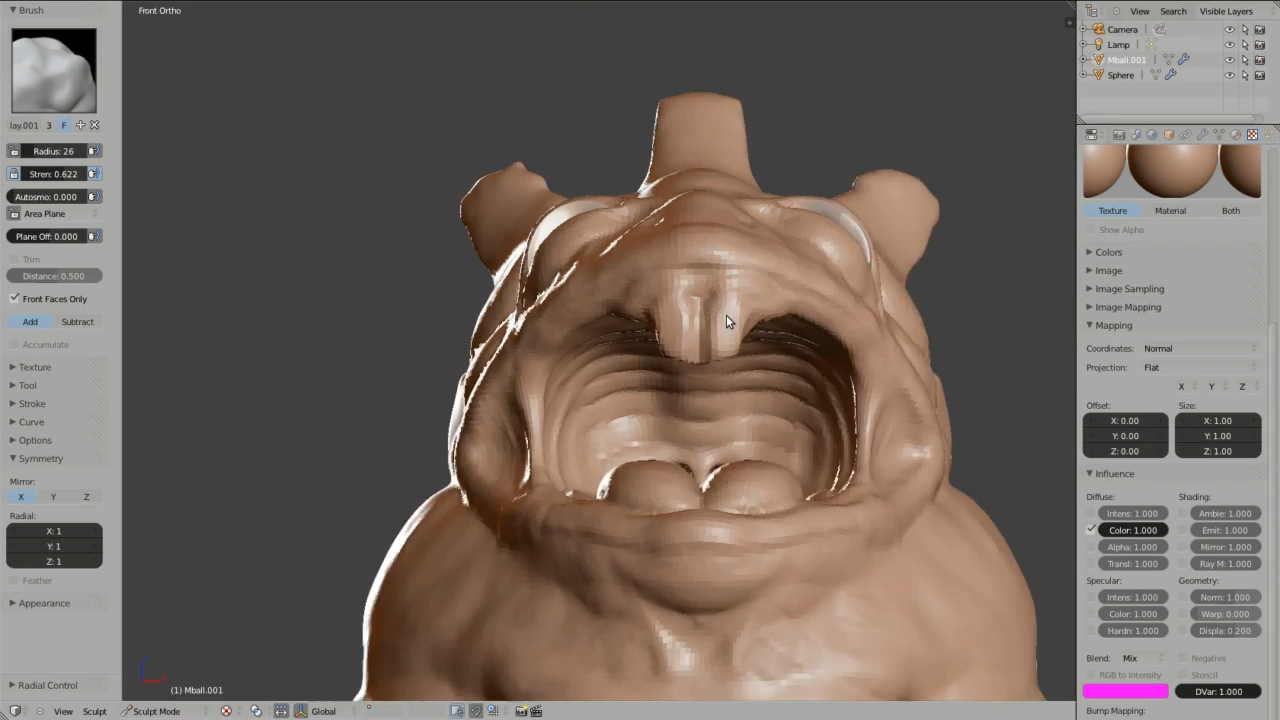 Brush
lay.001 3 F
Radius: 26
Stren: 0.622
Autosmo: 0.000
Area Plane
Plane Off: 0.000
Trim
Distance: 0.500
Front Faces Only
Add Subtract
Accumulate
Texture
Tool
Stroke
Curve
Options
Symmetry
Mirror:
X Y Z
Radial:
X: 1
Y: 1
Z: 1
Feather
Appearance
Radial Control
Front Ortho
(1) Mball.001
View Sculpt Sculpt Mode Global
View Search Visible Layers
Camera
Lamp
Mball.001
Sphere
Texture Material Both
Show Alpha
Colors
Image
Image Sampling
Image Mapping
Mapping
Coordinates: Normal
Projection: Flat
X Y Z
Offset: Size:
X: 0.00 X: 1.00
Y: 0.00 Y: 1.00
Z: 0.00 Z: 1.00
Influence
Diffuse: Shading:
Intens: 1.000 Ambie: 1.000
Color: 1.000 Emit: 1.000
Alpha: 1.000 Mirror: 1.000
Transl: 1.000 Ray M: 1.000
Specular: Geometry:
Intens: 1.000 Norm: 1.000
Color: 1.000 Warp: 0.000
Hardn: 1.000 Displa: 0.200
Blend: Mix Negative
RGB to Intensity Stencil
DVar: 1.000
Bump Mapping: